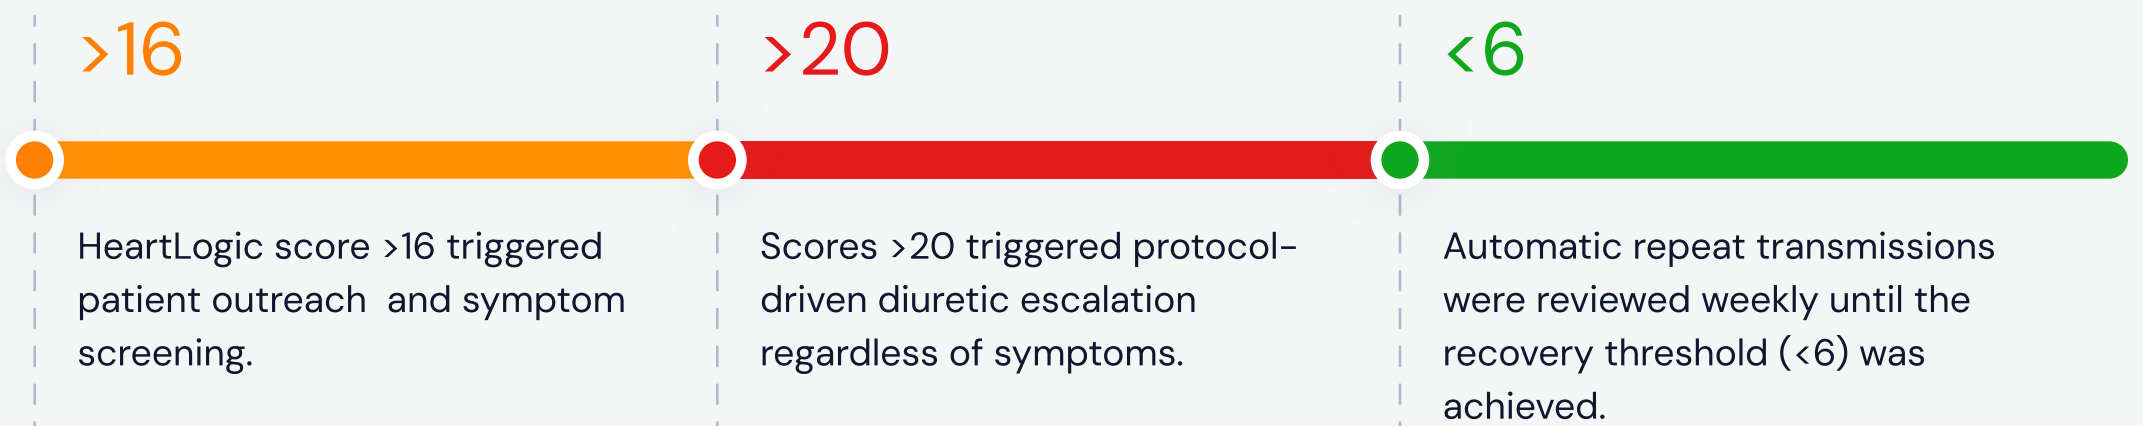 >16
HeartLogic score >16 triggered
patient outreach  and symptom
screening.
>20
Scores >20 triggered protocol-
driven diuretic escalation
regardless of symptoms.
<6
Automatic repeat transmissions
were reviewed weekly until the
recovery threshold (<6) was
achieved.